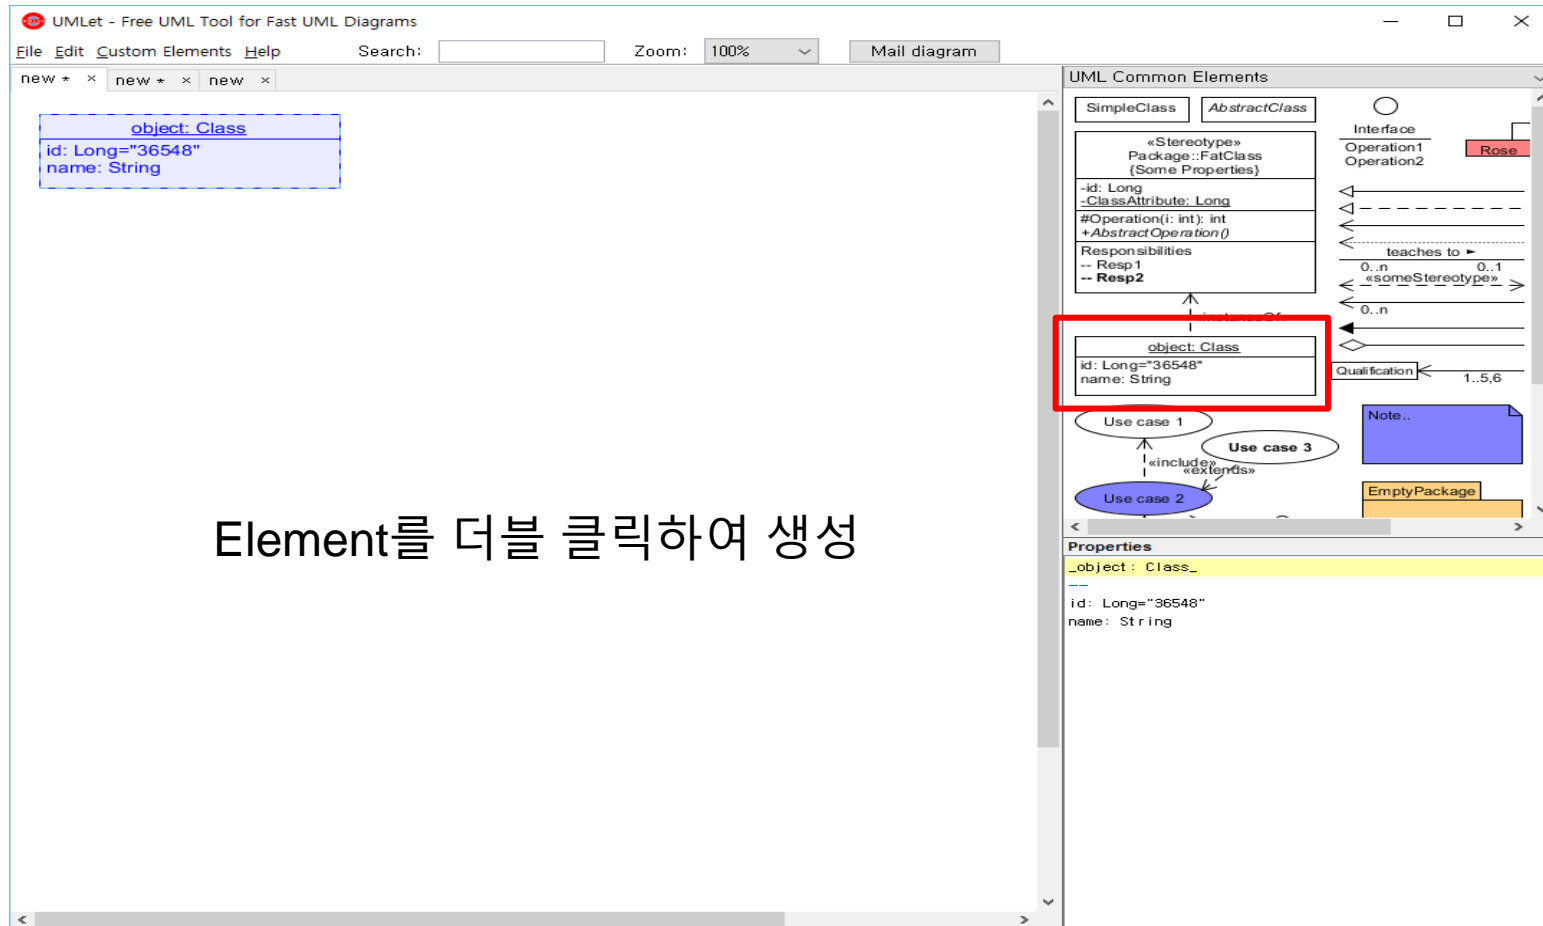 UMLet - Free UML Tool for Fast UML Diagrams
File Edit Custom Elements Help Search: Zoom: 100% Mail diagram
new * × new * × new ×
object: Class
id: Long="36548"
name: String
Element를 더블 클릭하여 생성
UML Common Elements
SimpleClass AbstractClass
«Stereotype»
Package::FatClass
{Some Properties}
-id: Long
-ClassAttribute: Long
#Operation(i: int): int
+AbstractOperation()
Responsibilities
-- Resp1
-- Resp2
object: Class
id: Long="36548"
name: String
Interface
Operation1
Operation2
Rose
teaches to ►
0..n 0..1
«someStereotype»
0..n
Qualification
1..5,6
Use case 1
Use case 3
«include»
«extends»
Use case 2
Note..
EmptyPackage
Properties
_object: Class_
--
id: Long="36548"
name: String